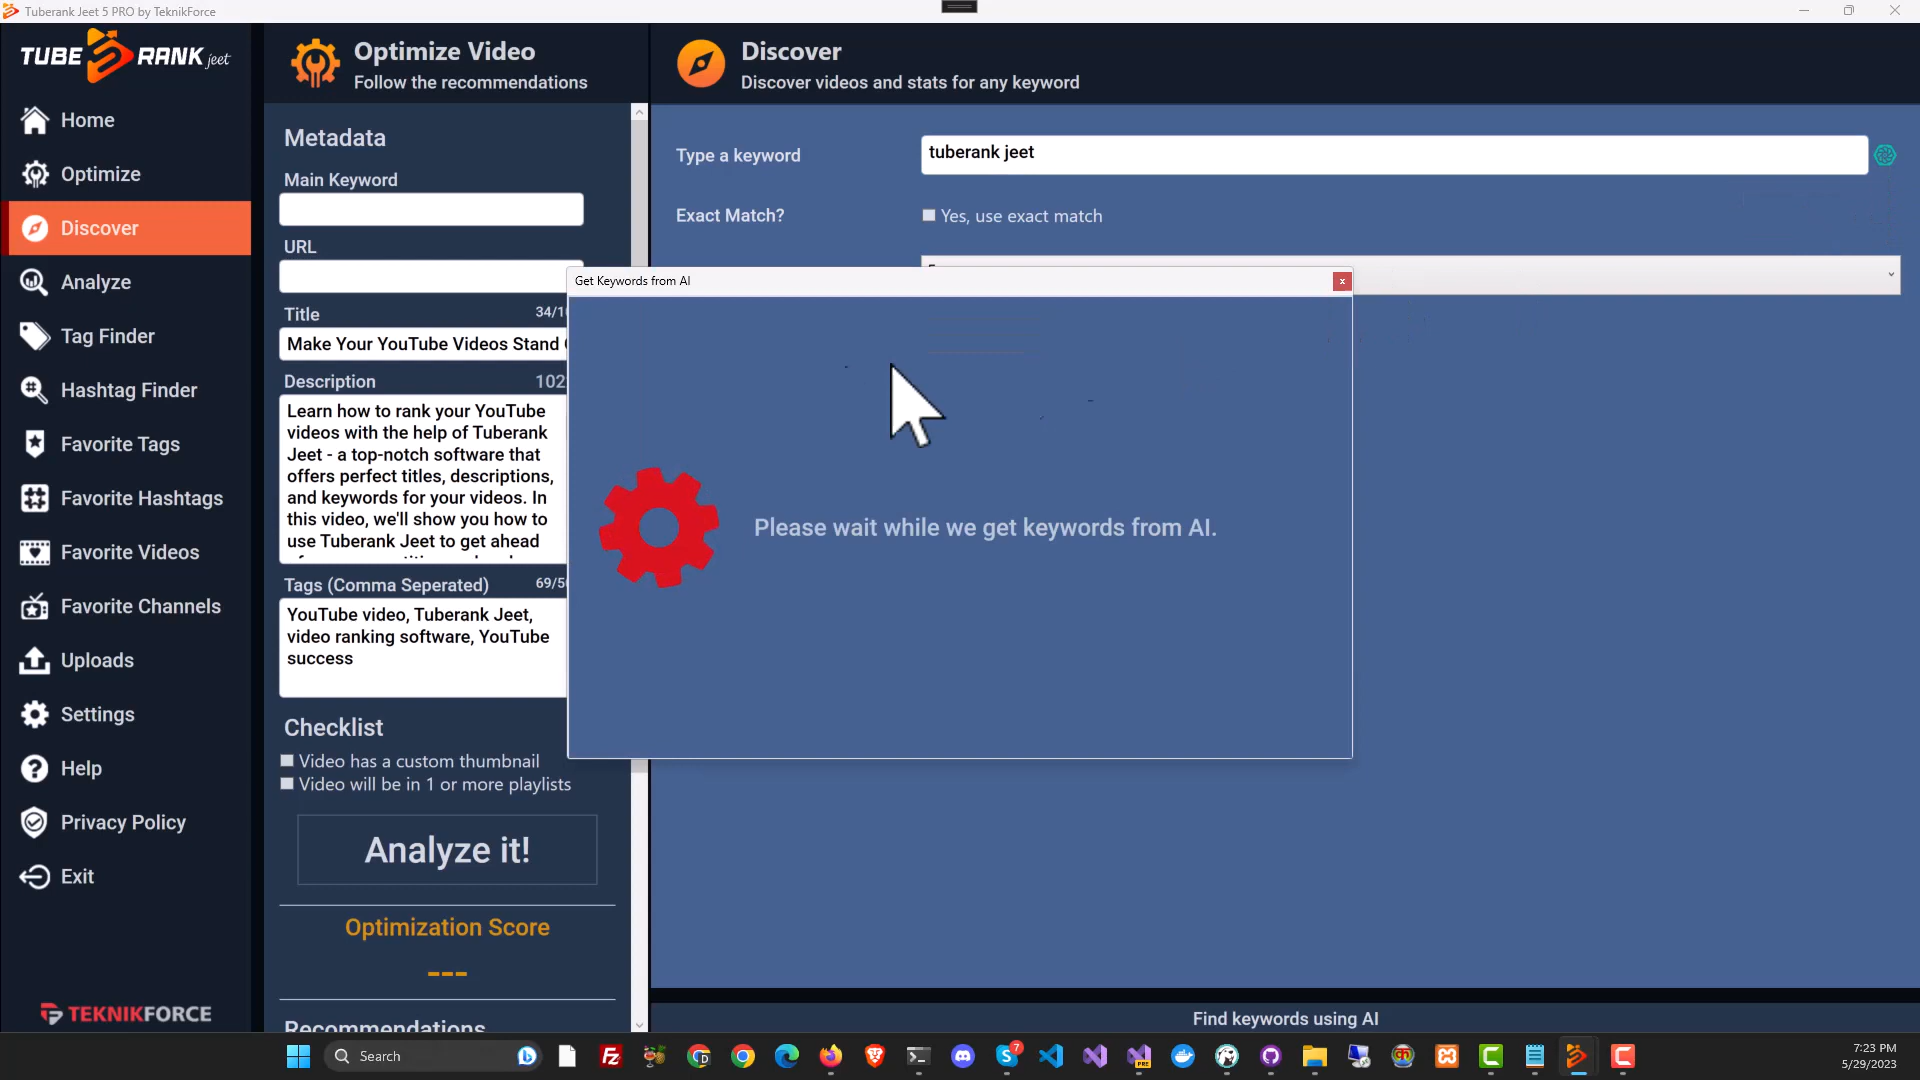 Tuberank Jeet 5 PRO by TeknikForce
TUBE RANK jeet
Home
Optimize
Discover
Analyze
Tag Finder
Hashtag Finder
Favorite Tags
Favorite Hashtags
Favorite Videos
Favorite Channels
Uploads
Settings
Help
Privacy Policy
Exit
TEKNIKFORCE
Optimize Video
Follow the recommendations
Metadata
Main Keyword
URL
Title
34/1
Make Your YouTube Videos Stand
Description
102
Learn how to rank your YouTube
videos with the help of Tuberank
Jeet - a top-notch software that
offers perfect titles, descriptions,
and keywords for your videos. In
this video, we'll show you how to
use Tuberank Jeet to get ahead
Tags (Comma Seperated)
69/50
YouTube video, Tuberank Jeet,
video ranking software, YouTube
success
Checklist
Video has a custom thumbnail
Video will be in 1 or more playlists
Analyze it!
Optimization Score
---
Recommendations
Discover
Discover videos and stats for any keyword
Type a keyword
tuberank jeet
Exact Match?
Yes, use exact match
Get Keywords from AI
x
Please wait while we get keywords from AI.
Find keywords using AI
Search
7
7:23 PM
5/29/2023